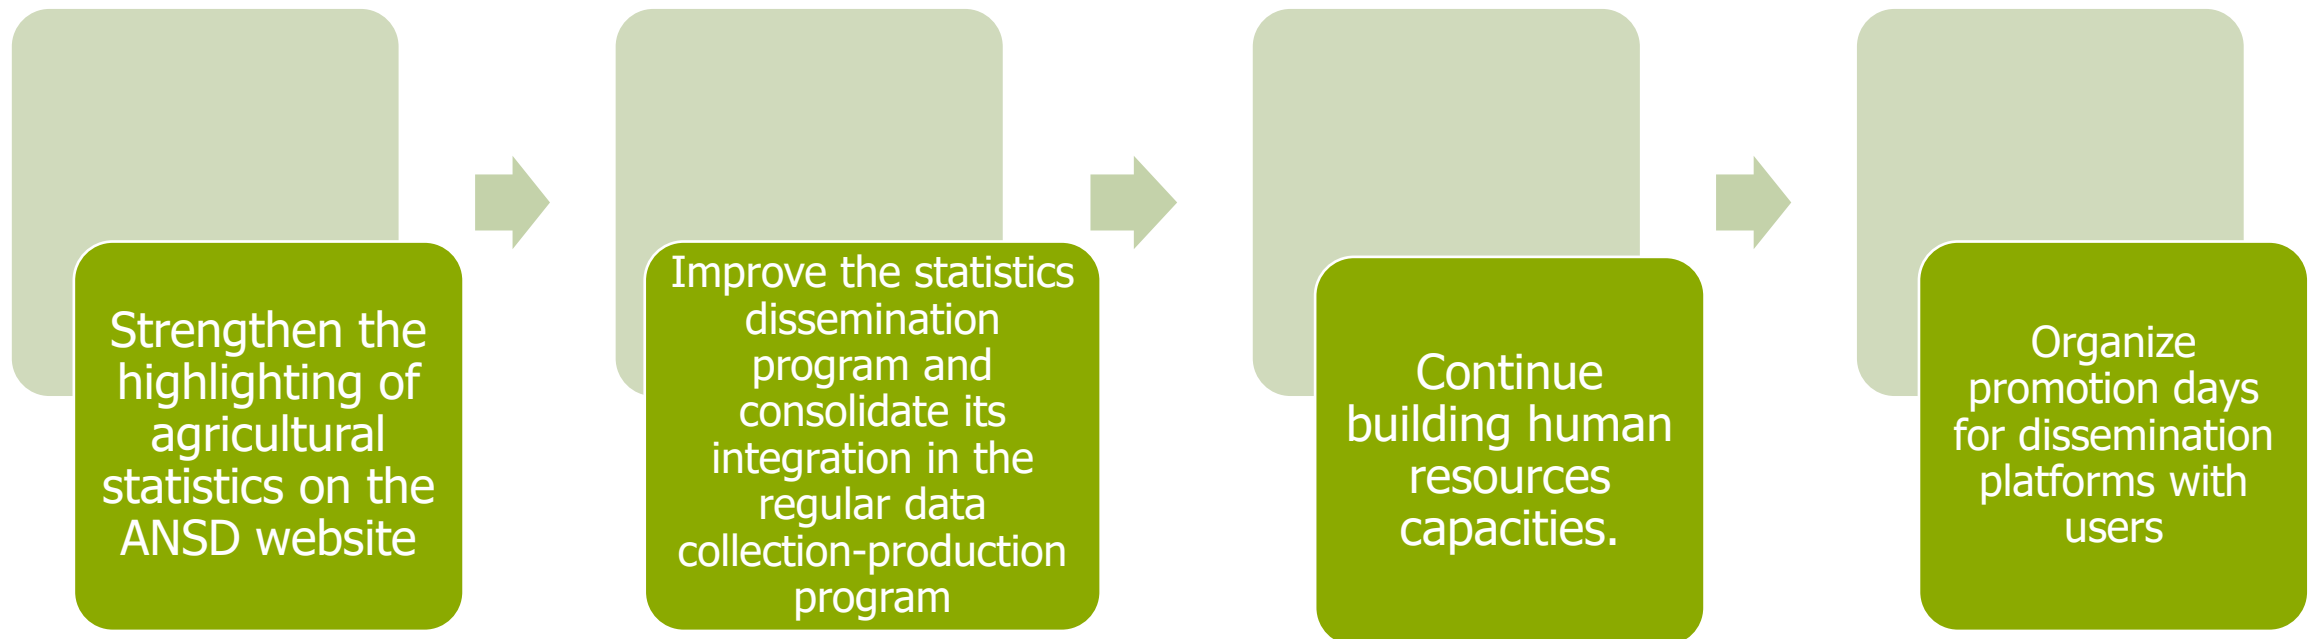 Strengthen the
highlighting of
agricultural
statistics on the
ANSD website
Improve the statistics
dissemination
program and
consolidate its
integration in the
regular data
collection-production
program
Continue
building human
resources
capacities.
Organize
promotion days
for dissemination
platforms with
users